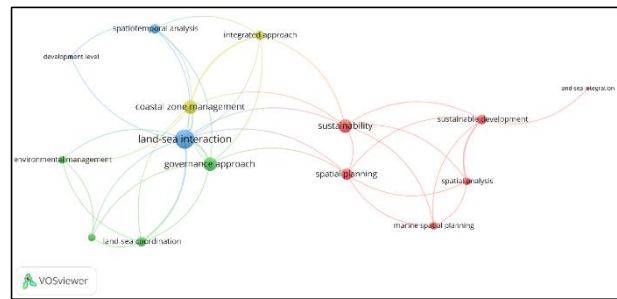 spatiotemporal analysis
integrated approach
development level
land-sea integration
coastal zone management
sustainability
sustainable development
land-sea interaction
environmental management
governance approach
spatial planning
spatial analysis
marine spatial planning
land-sea coordination
VOSviewer